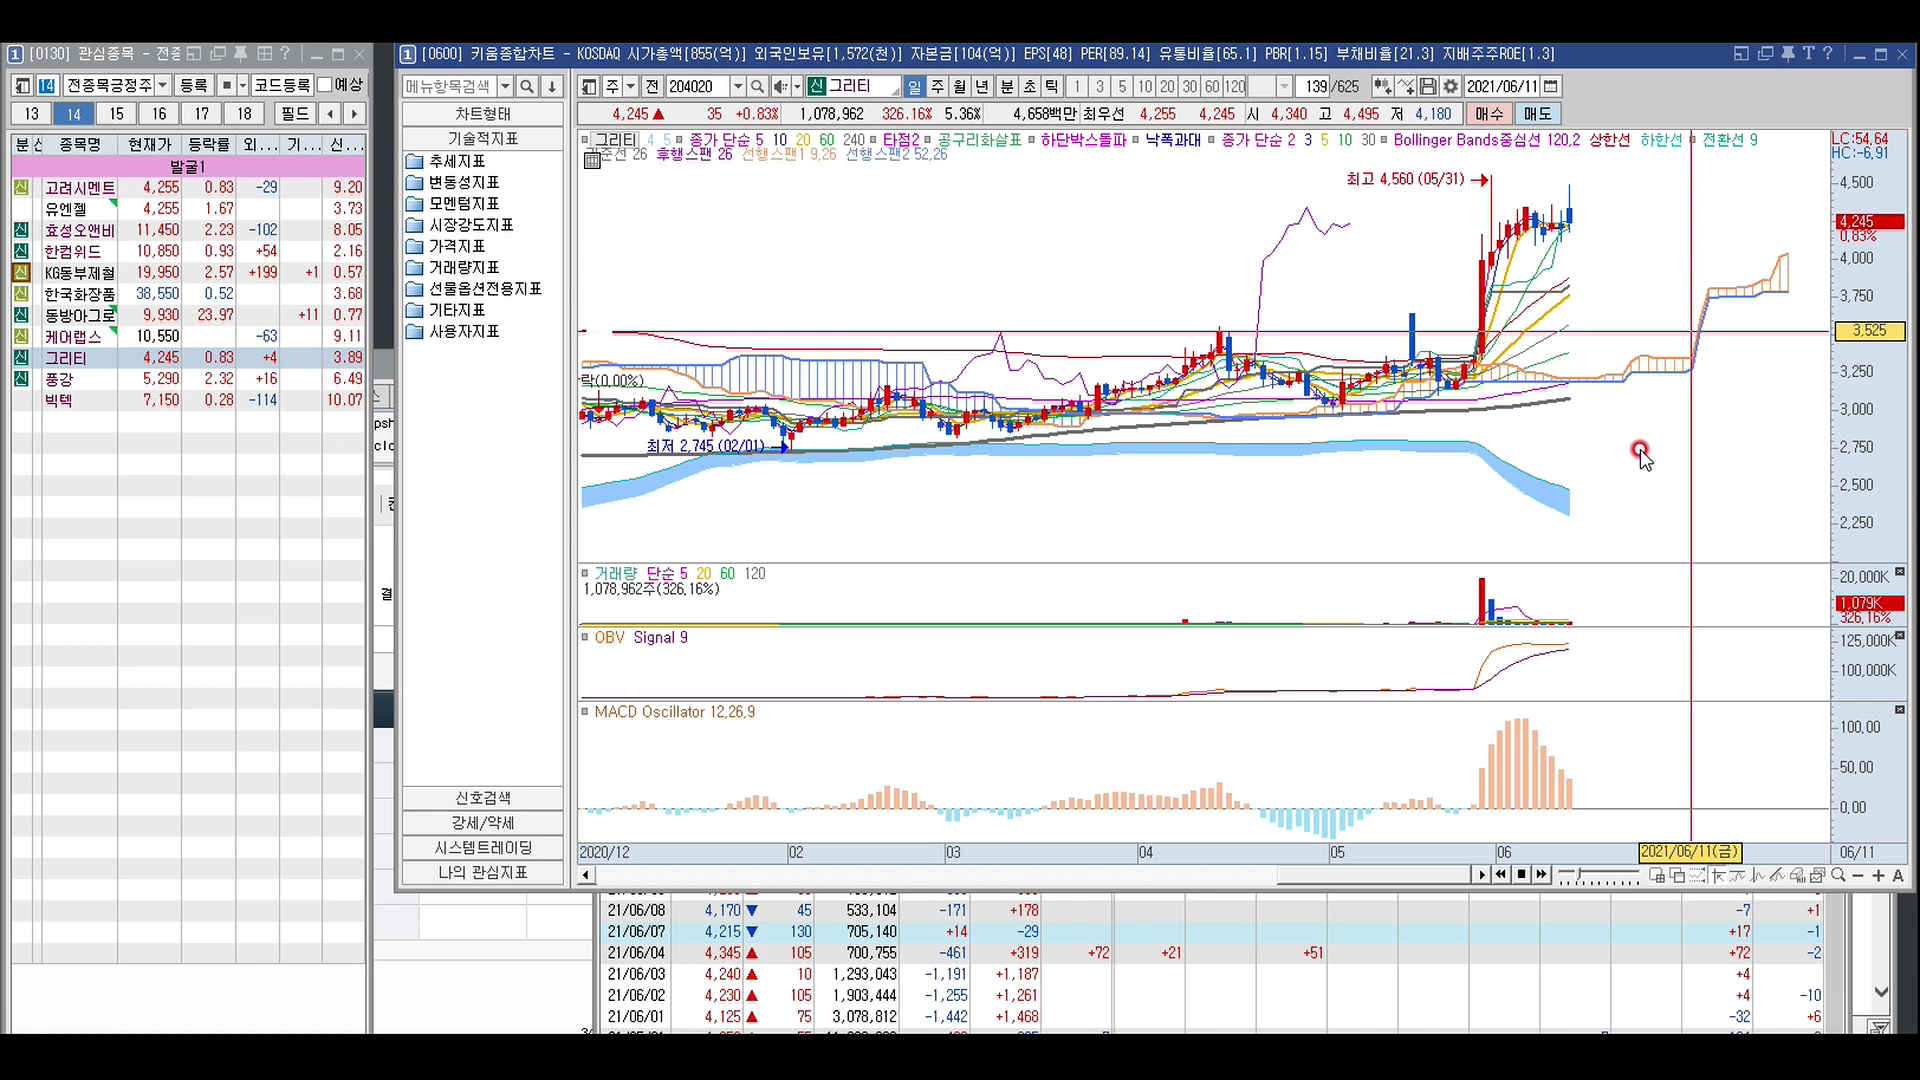 1 [0130] 관심종목 - 전종
14 전종목긍정주 등록 코드등록 예상
13 14 15 16 17 18 필드
분 신 종목명 현재가 등락률 외... 기... 신...
발굴1
신 고려시멘트 4,255 0.83 -29 9.20
유엔젤 4,255 1.67 3.73
신 효성오앤비 11,450 2.23 -102 8.05
신 한컴위드 10,850 0.93 +54 2.16
신 KG동부제철 19,950 2.57 +199 +1 0.57
신 한국화장품 38,550 0.52 3.68
신 동방아그로 9,930 23.97 +11 0.77
신 케어랩스 10,550 -63 9.11
신 그리티 4,245 0.83 +4 3.89
신 풍강 5,290 2.32 +16 6.49
빅텍 7,150 0.28 -114 10.07
1 [0600] 키움종합차트 - KOSDAQ 시가총액[855(억)] 외국인보유[1,572(천)] 자본금[104(억)] EPS[48] PER[89.14] 유통비율[65.1] PBR[1.15] 부채비율[21.3] 지배주주ROE[1.3]
메뉴항목검색
주 전 204020 신 그리티 일 주 월 년 분 초 틱 1 3 5 10 20 30 60 120 139 /625 2021/06/11
4,245 ▲ 35 +0.83% 1,078,962 326.16% 5.36% 4,658백만 최우선 4,255 4,245 시 4,340 고 4,495 저 4,180 매수 매도
차트형태
기술적지표
추세지표
변동성지표
모멘텀지표
시장강도지표
가격지표
거래량지표
선물옵션전용지표
기타지표
사용자지표
신호검색
강세/약세
시스템트레이딩
나의 관심지표
그리티 4 5 종가 단순 5 10 20 60 240 타점2 공구리화살표 하단박스돌파 낙폭과대 종가 단순 2 3 5 10 30 Bollinger Bands중심선 120,2 상한선 하한선 전환선 9
기준선 26 후행스팬 26 선행스팬1 9,26 선행스팬2 52,26
LC:54,64
HC:-6,91
최고 4,560 (05/31)
4,500
4,245
0,83%
4,000
3,750
3,525
3,250
3,000
2,750
2,500
2,250
락(0,00%)
최저 2,745 (02/01)
거래량 단순 5 20 60 120
1,078,962주(326,16%)
20,000K
1,079K
326,16%
OBV Signal 9
125,000K
100,000K
MACD Oscillator 12,26,9
100,00
50,00
0,00
2020/12 02 03 04 05 06 2021/06/11(금) 06/11
21/06/08 4,170 ▼ 45 533,104 -171 +178 -7 +1
21/06/07 4,215 ▼ 130 705,140 +14 -29 +17 -1
21/06/04 4,345 ▲ 105 700,755 -461 +319 +72 +21 +51 +72 -2
21/06/03 4,240 ▲ 10 1,293,043 -1,191 +1,187 +4
21/06/02 4,230 ▲ 105 1,903,444 -1,255 +1,261 +4 -10
21/06/01 4,125 ▲ 75 3,078,812 -1,442 +1,468 -32 +6